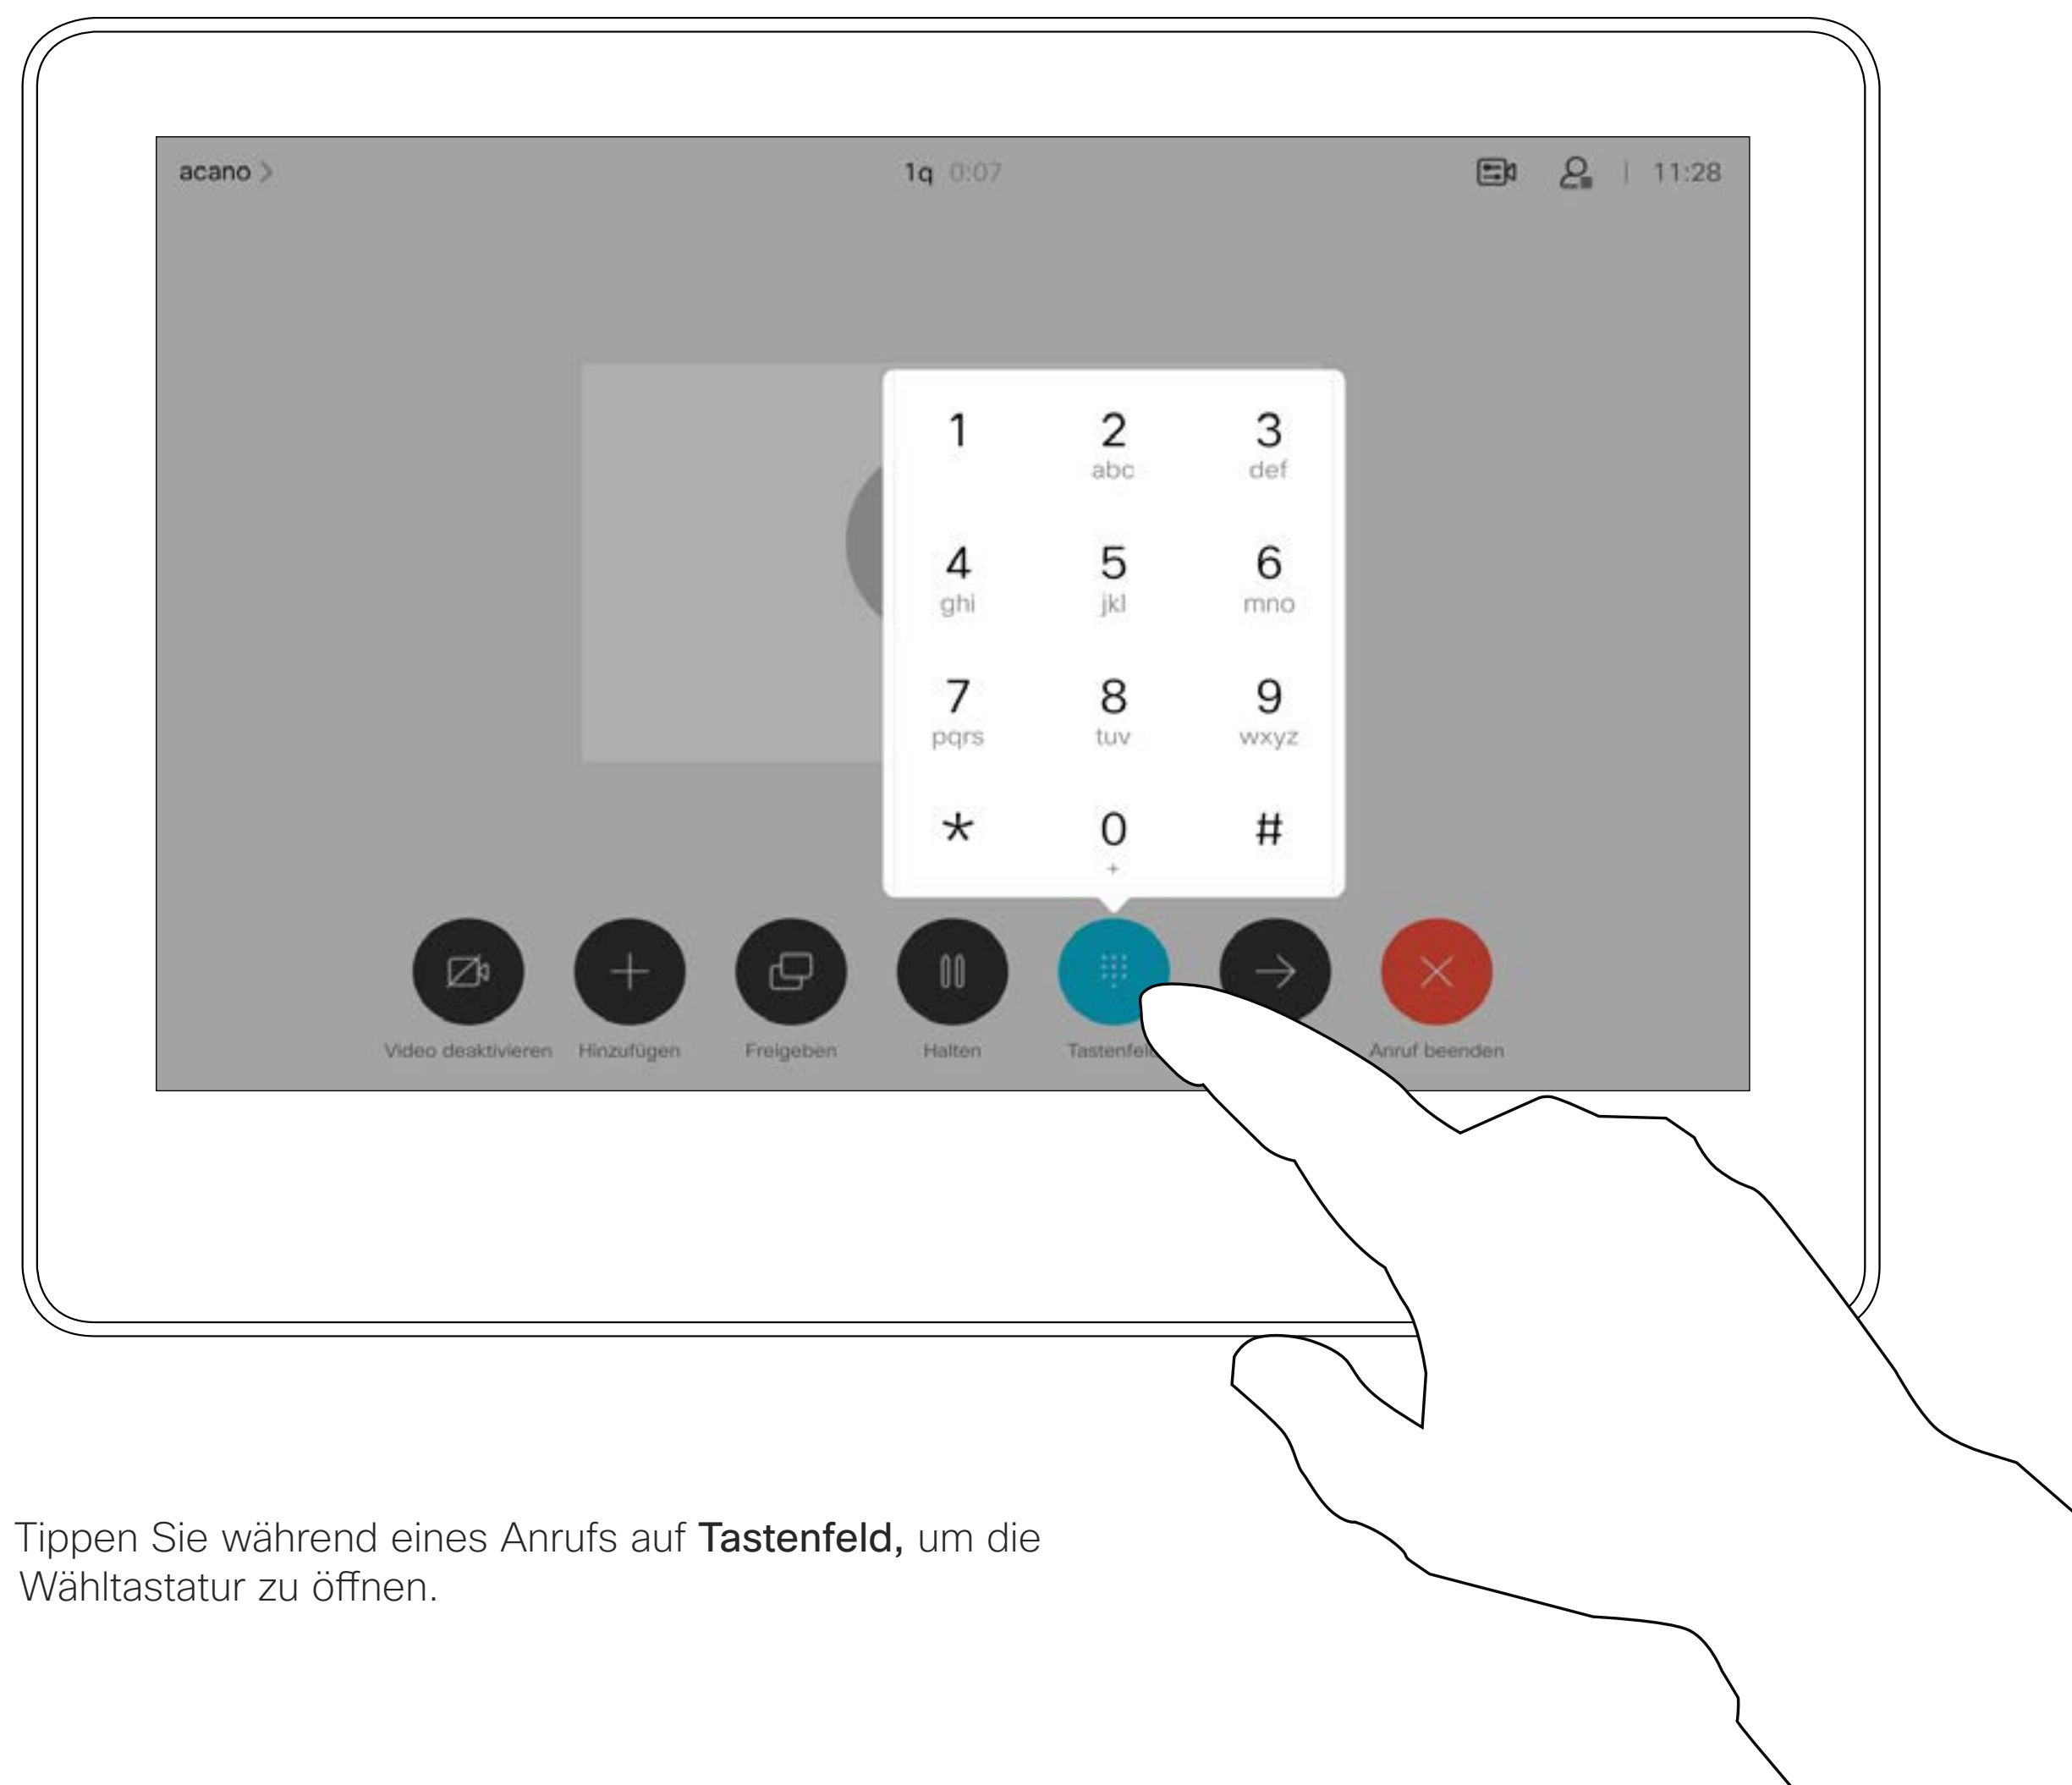 acano
1q 0:07
11:28
1 2 3
abc def
4 5 6
ghi jkl mno
7 8 9
pqrs tuv wxyz
* 0 #
+
Video deaktivieren Hinzufügen Freigeben Halten Anruf beenden
Tippen Sie während eines Anrufs auf Tastenfeld, um die
Wähltastatur zu öffnen.